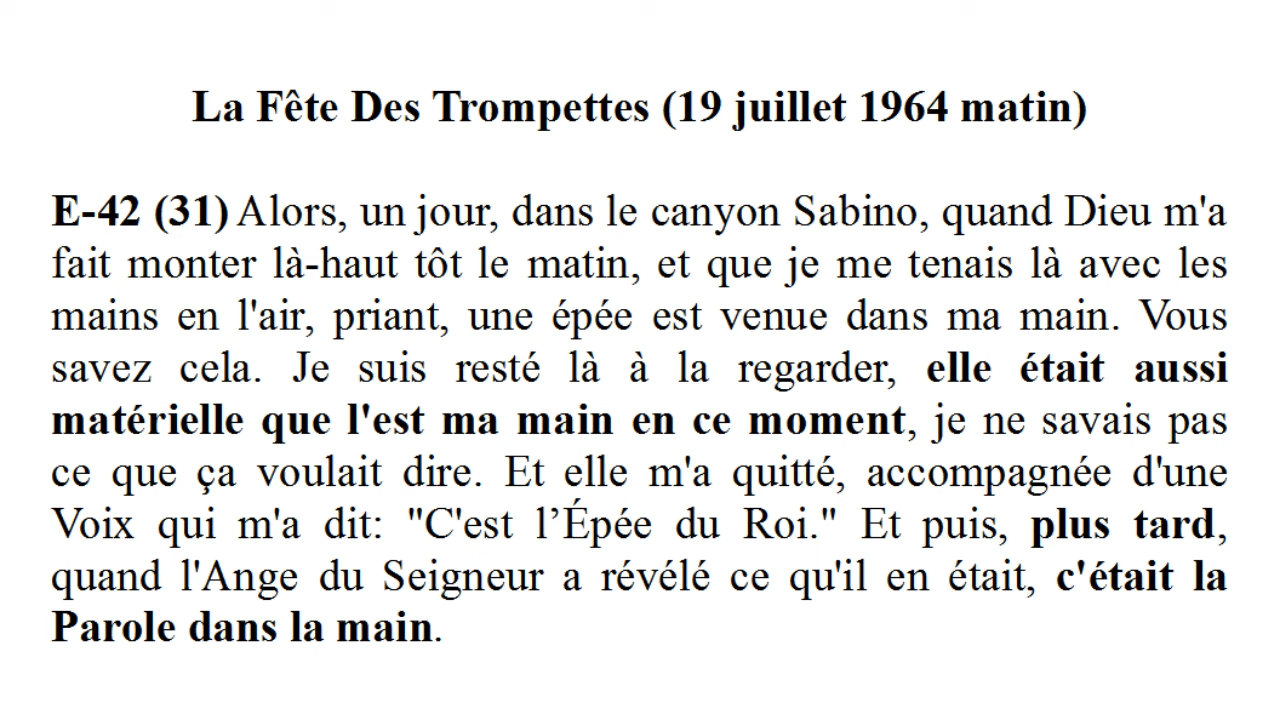 La Fête Des Trompettes (19 juillet 1964 matin)
E-42 (31) Alors, un jour, dans le canyon Sabino, quand Dieu m'a
fait monter là-haut tôt le matin, et que je me tenais là avec les
mains en l'air, priant, une épée est venue dans ma main. Vous
savez cela. Je suis resté là à la regarder, elle était aussi
matérielle que l'est ma main en ce moment, je ne savais pas
ce que ça voulait dire. Et elle m'a quitté, accompagnée d'une
Voix qui m'a dit: "C'est l’Épée du Roi." Et puis, plus tard,
quand l'Ange du Seigneur a révélé ce qu'il en était, c'était la
Parole dans la main.